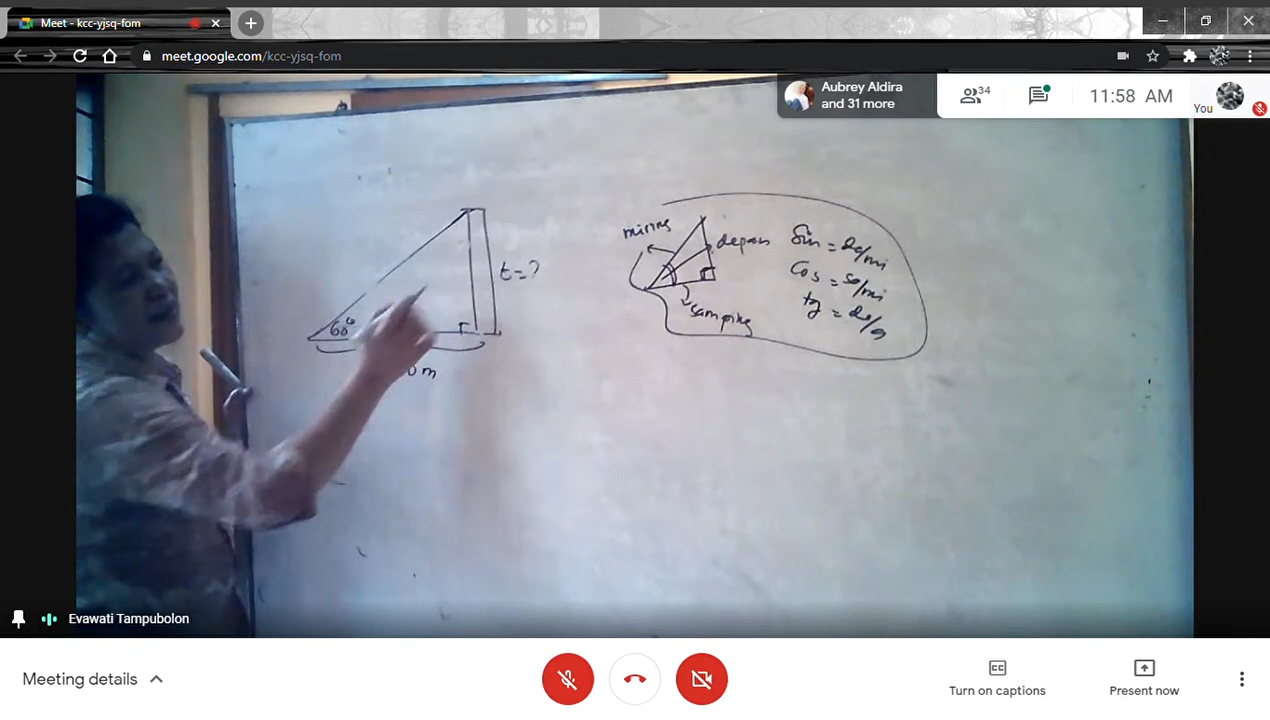 Meet - kcc-yjsq-fom
meet.google.com/kcc-yjsq-fom
Aubrey Aldira
and 31 more
34
11:58 AM
You
60°
t=?
0 m
miring
depan
samping
Sin = de/mi
Cos = sa/mi
tg = de/sa
Evawati Tampubolon
Meeting details
CC
Turn on captions
Present now